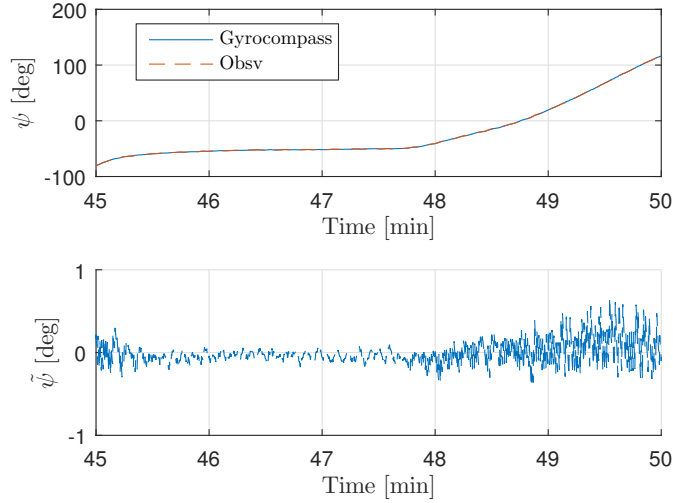 200
100
0
-100
ψ [deg]
Gyrocompass
Obsv
45 46 47 48 49 50
Time [min]
1
0
-1
ψ̃ [deg]
45 46 47 48 49 50
Time [min]